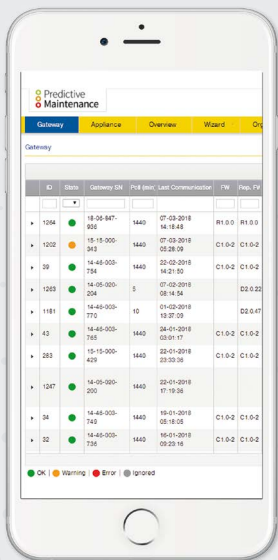 Predictive
Maintenance
Gateway Appliance Overview Wizard Org
Gateway
ID State Gateway SN Poll (min) Last Communication FW Rep. FW
1264 18-06-847-936 1440 07-03-2018 14:18:48 R1.0.0 R1.0.0
1202 15-15-000-343 1440 07-03-2018 05:28:09 C1.0-2 C1.0-2
39 14-46-003-754 1440 22-02-2018 14:21:50 C1.0-2 C1.0-2
1263 14-05-020-204 5 07-02-2018 08:14:54 D2.0.22
1181 14-46-003-770 10 01-02-2018 13:37:09 D2.0.47
43 14-46-003-765 1440 24-01-2018 03:01:17 C1.0-2 C1.0-2
283 15-15-000-429 1440 22-01-2018 23:33:36 C1.0-2 C1.0-2
1247 14-05-020-200 1440 22-01-2018 17:19:36
34 14-46-003-749 1440 19-01-2018 05:18:05 C1.0-2 C1.0-2
32 14-46-003-736 1440 16-01-2018 09:23:16 C1.0-2 C1.0-2
OK | Warning | Error | Ignored